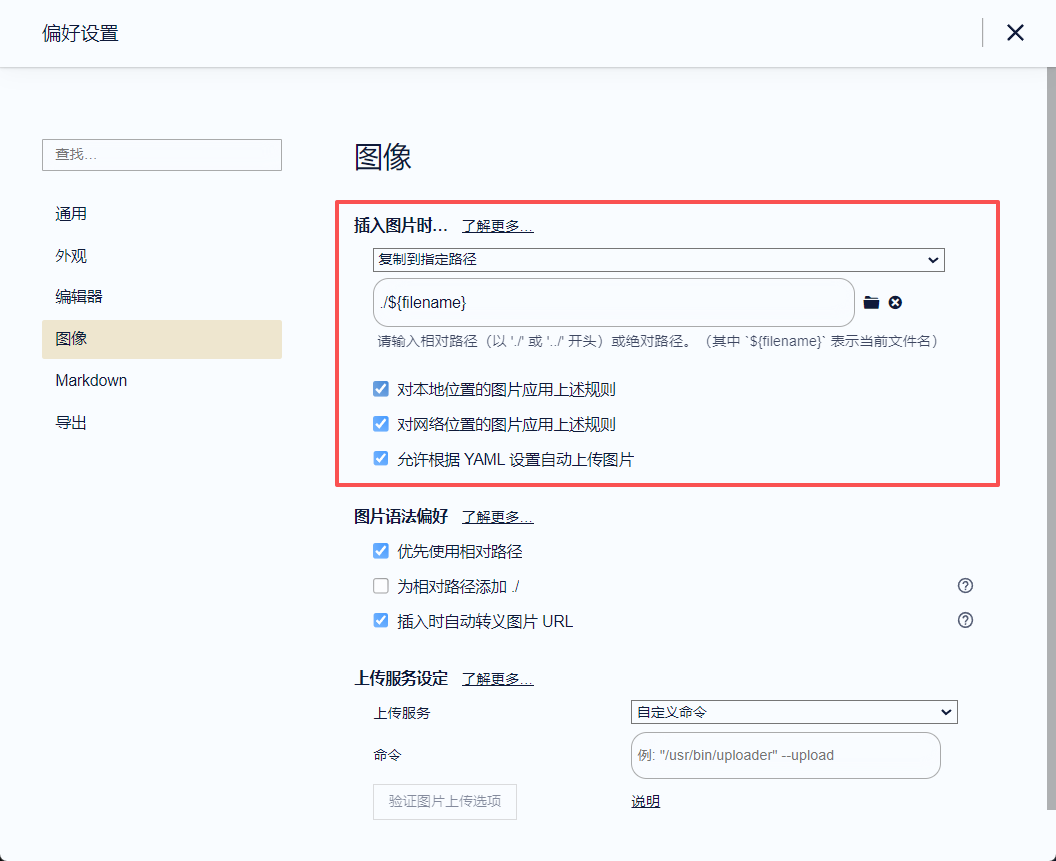 偏好设置
查找...
通用
外观
编辑器
图像
Markdown
导出
图像
插入图片时... 了解更多...
复制到指定路径
./${filename}
请输入相对路径（以 './' 或 '../' 开头）或绝对路径。（其中 `${filename}` 表示当前文件名）
对本地位置的图片应用上述规则
对网络位置的图片应用上述规则
允许根据 YAML 设置自动上传图片
图片语法偏好 了解更多...
优先使用相对路径
为相对路径添加 ./
插入时自动转义图片 URL
上传服务设定 了解更多...
上传服务 自定义命令
命令 例: "/usr/bin/uploader" --upload
验证图片上传选项 说明